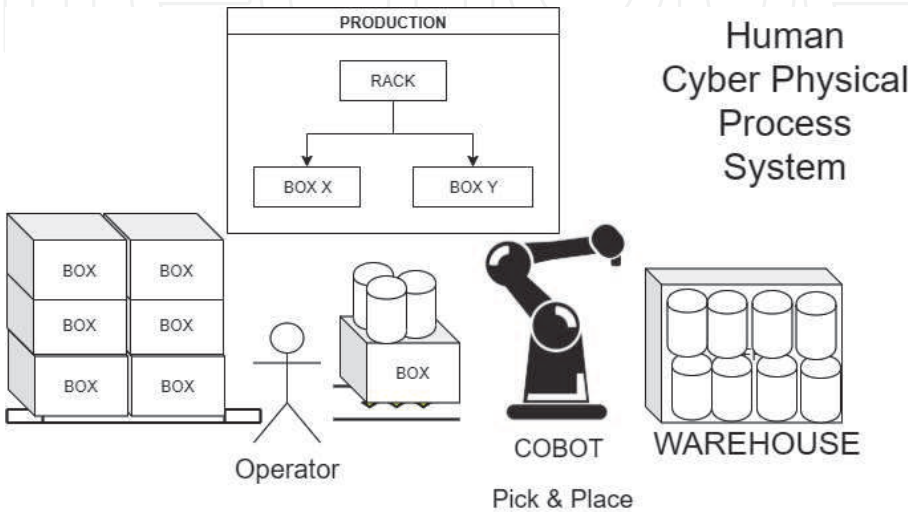 PRODUCTION
RACK
BOX X
BOX Y
Human
Cyber Physical
Process
System
BOX
BOX
BOX
BOX
BOX
BOX
BOX
Operator
COBOT
Pick & Place
WAREHOUSE